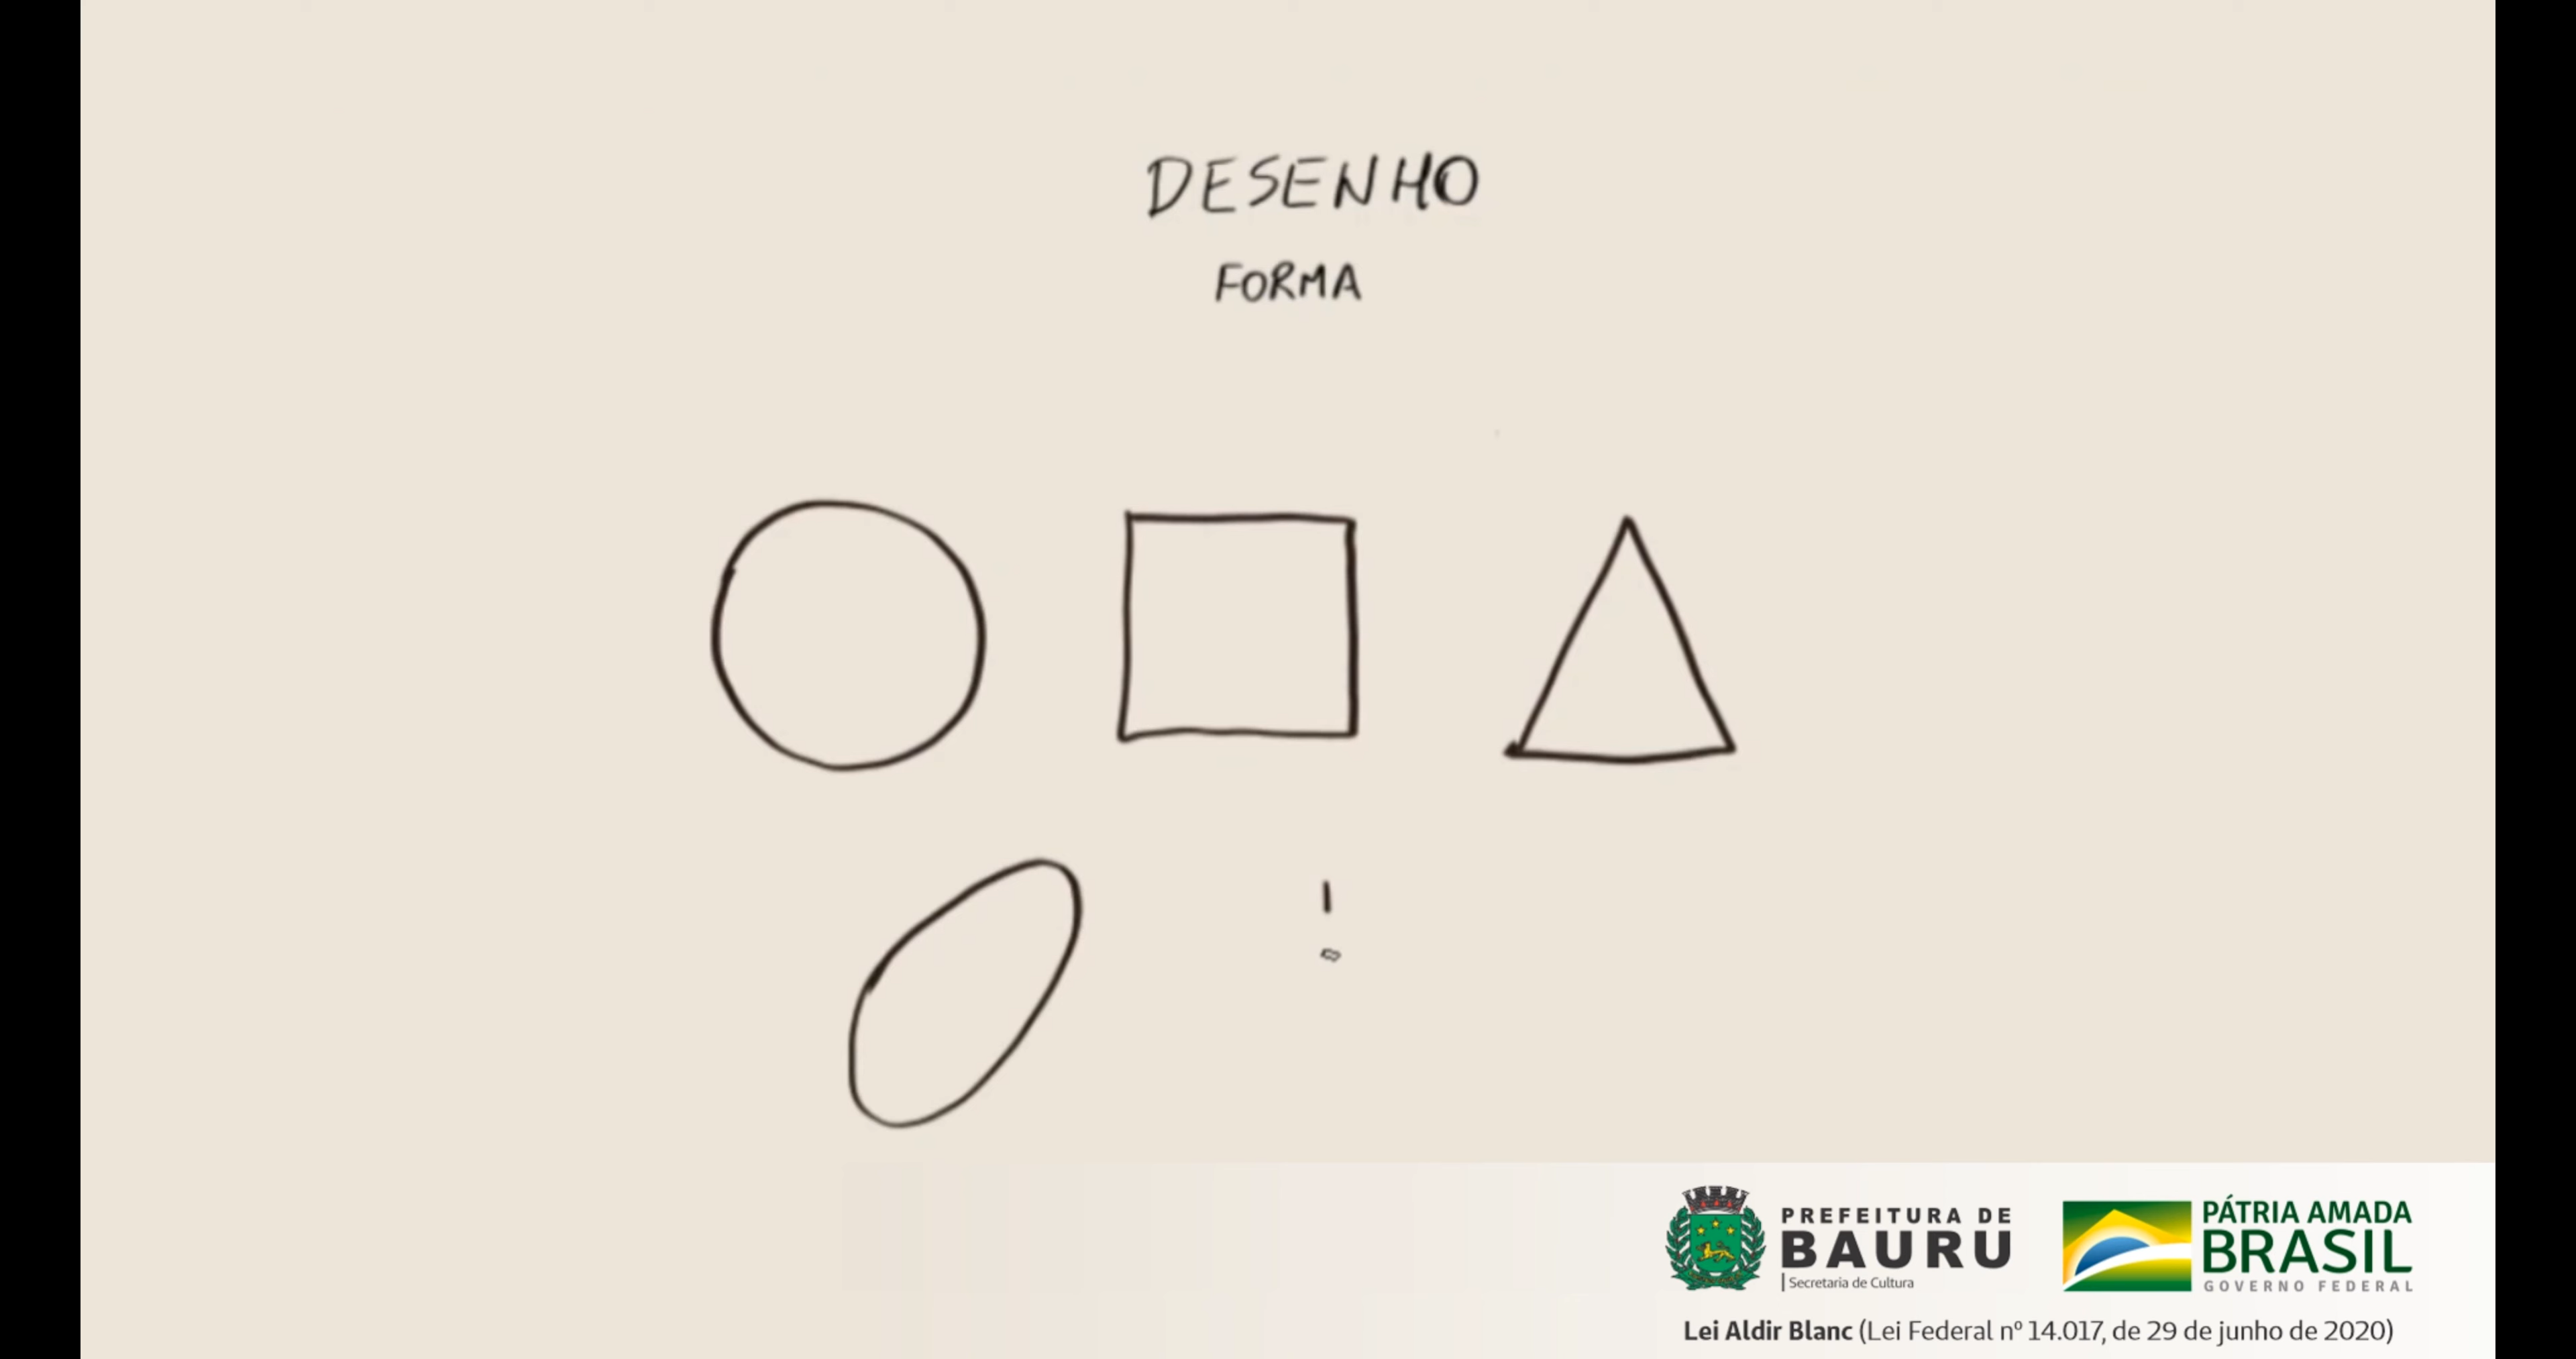 DESENHO
FORMA
PREFEITURA DE
BAURU
Secretaria de Cultura
PÁTRIA AMADA
BRASIL
GOVERNO FEDERAL
Lei Aldir Blanc (Lei Federal nº 14.017, de 29 de junho de 2020)